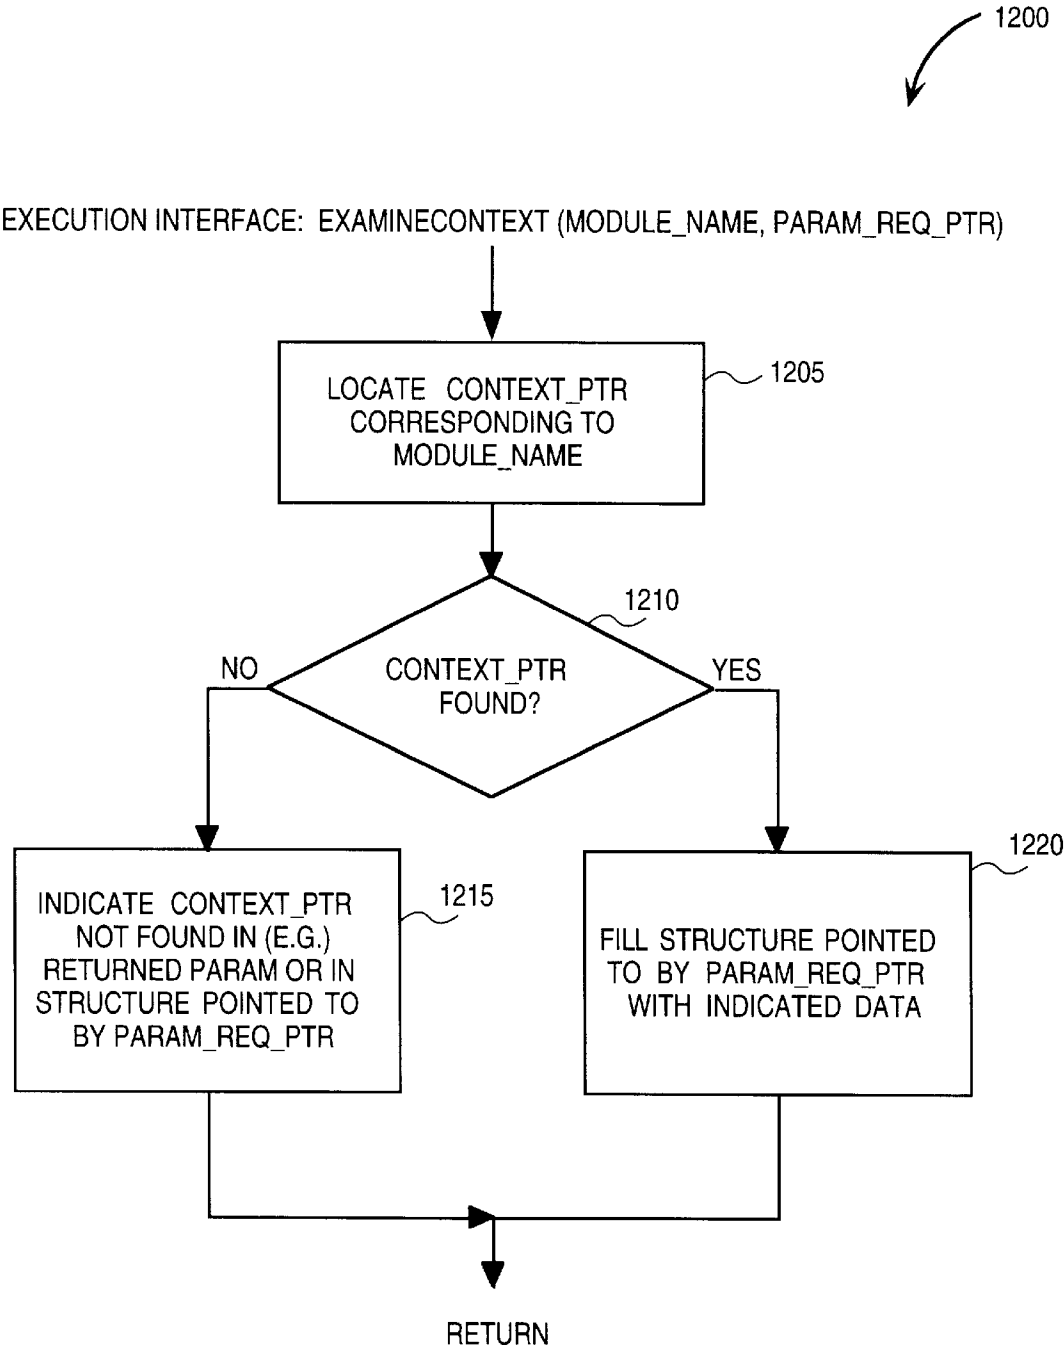 1200
EXECUTION INTERFACE: EXAMINECONTEXT (MODULE_NAME, PARAM_REQ_PTR)
LOCATE CONTEXT_PTR
CORRESPONDING TO
MODULE_NAME
1205
1210
CONTEXT_PTR
FOUND?
NO
YES
INDICATE CONTEXT_PTR
NOT FOUND IN (E.G.)
RETURNED PARAM OR IN
STRUCTURE POINTED TO
BY PARAM_REQ_PTR
1215
FILL STRUCTURE POINTED
TO BY PARAM_REQ_PTR
WITH INDICATED DATA
1220
RETURN